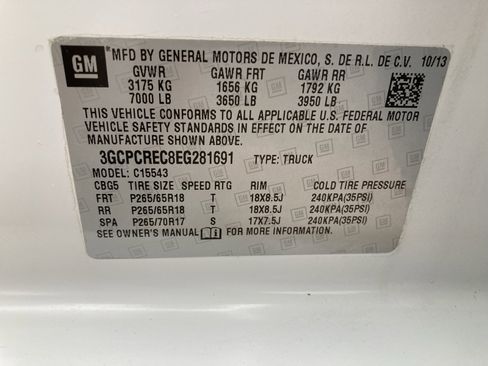 GM
MFD BY GENERAL MOTORS DE MEXICO, S. DE R.L. DE C.V. 10/13
GVWR GAWR FRT GAWR RR
3175 KG 1656 KG 1792 KG
7000 LB 3650 LB 3950 LB
THIS VEHICLE CONFORMS TO ALL APPLICABLE U.S. FEDERAL MOTOR
VEHICLE SAFETY STANDARDS IN EFFECT ON THE DATE OF
MANUFACTURE SHOWN ABOVE.
3GCPCREC8EG281691 TYPE: TRUCK
MODEL: C15543
CBG5 TIRE SIZE SPEED RTG RIM COLD TIRE PRESSURE
FRT P265/65R18 T 18X8.5J 240KPA(35PSI)
RR P265/65R18 T 18X8.5J 240KPA(35PSI)
SPA P265/70R17 S 17X7.5J 240KPA(35PSI)
SEE OWNER'S MANUAL FOR MORE INFORMATION